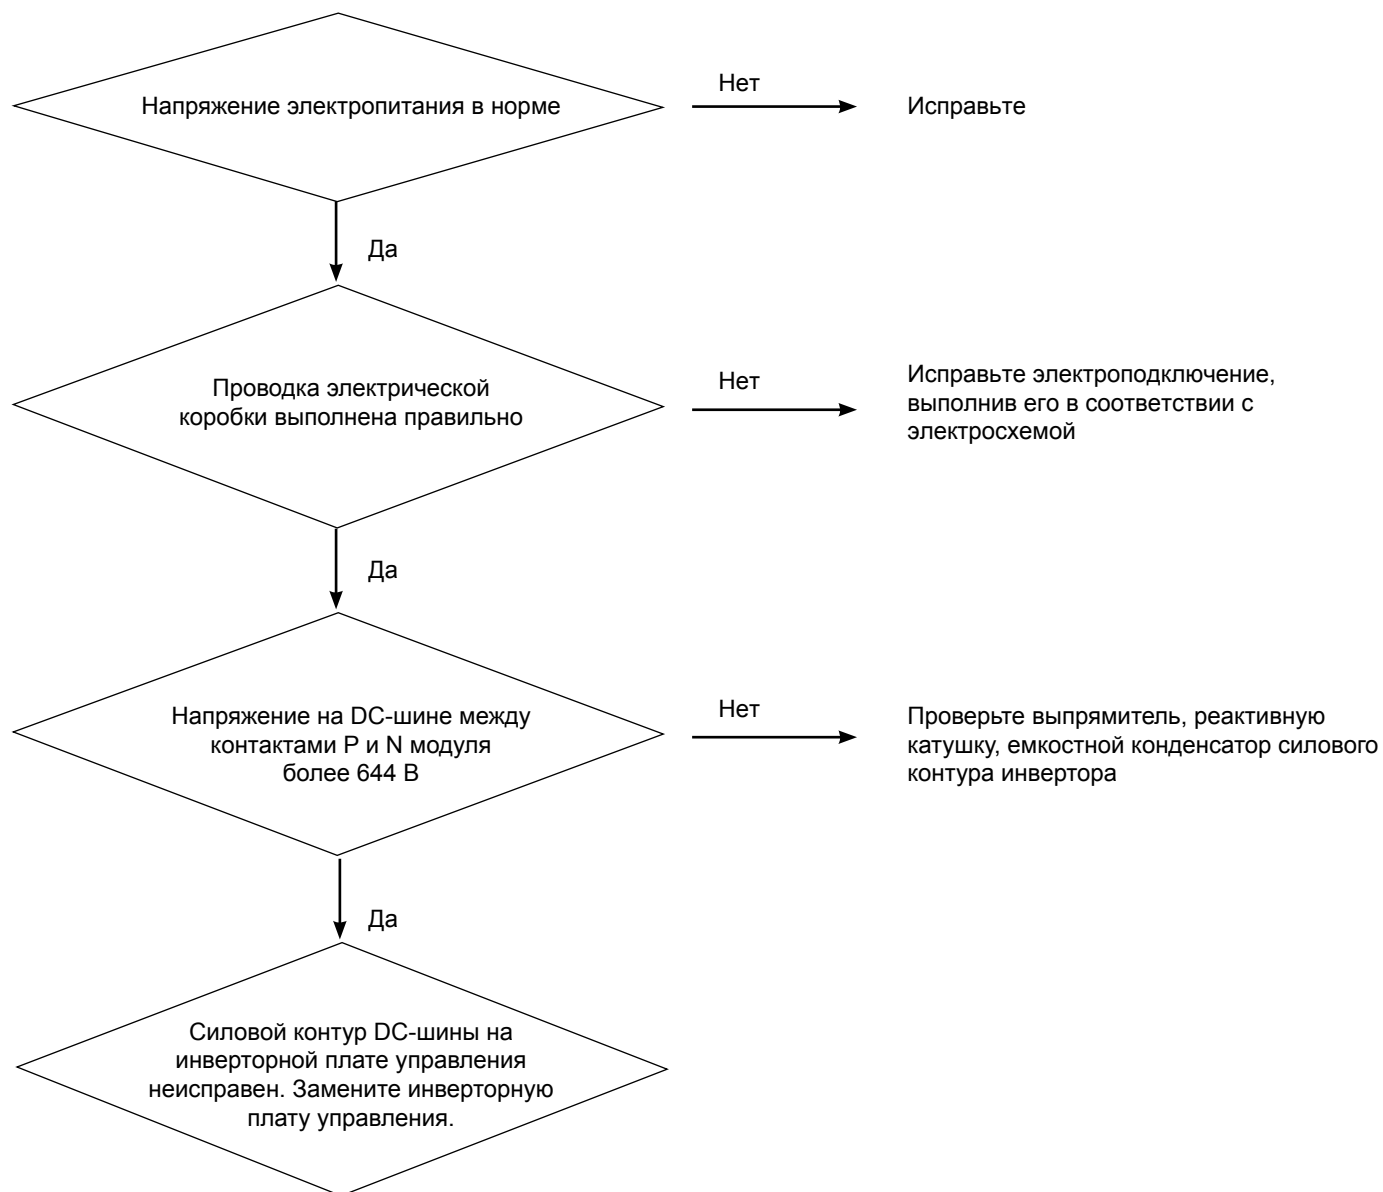 Напряжение электропитания в норме
Нет
Исправьте
Да
Проводка электрической
коробки выполнена правильно
Нет
Исправьте электроподключение,
выполнив его в соответствии с
электросхемой
Да
Напряжение на DC-шине между
контактами P и N модуля
более 644 В
Нет
Проверьте выпрямитель, реактивную
катушку, емкостной конденсатор силового
контура инвертора
Да
Силовой контур DC-шины на
инверторной плате управления
неисправен. Замените инверторную
плату управления.